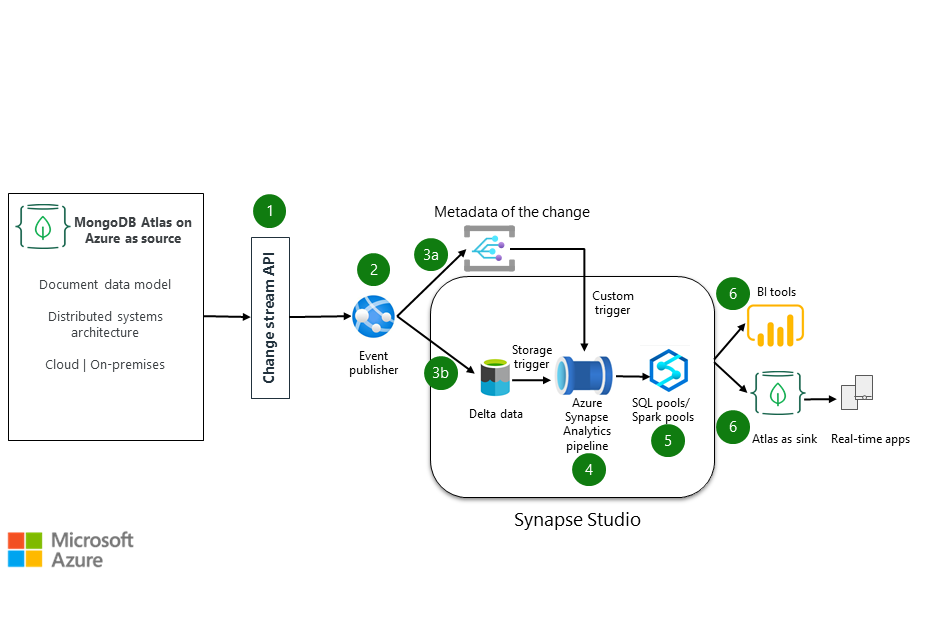 MongoDB Atlas on
Azure as source
Document data model
Distributed systems
architecture
Cloud | On-premises
1
Change stream API
2
Event
publisher
3a
Metadata of the change
Custom
trigger
3b
Delta data
Storage
trigger
Azure
Synapse
Analytics
pipeline
4
SQL pools/
Spark pools
5
Synapse Studio
6
BI tools
6
Atlas as sink
Real-time apps
Microsoft
Azure